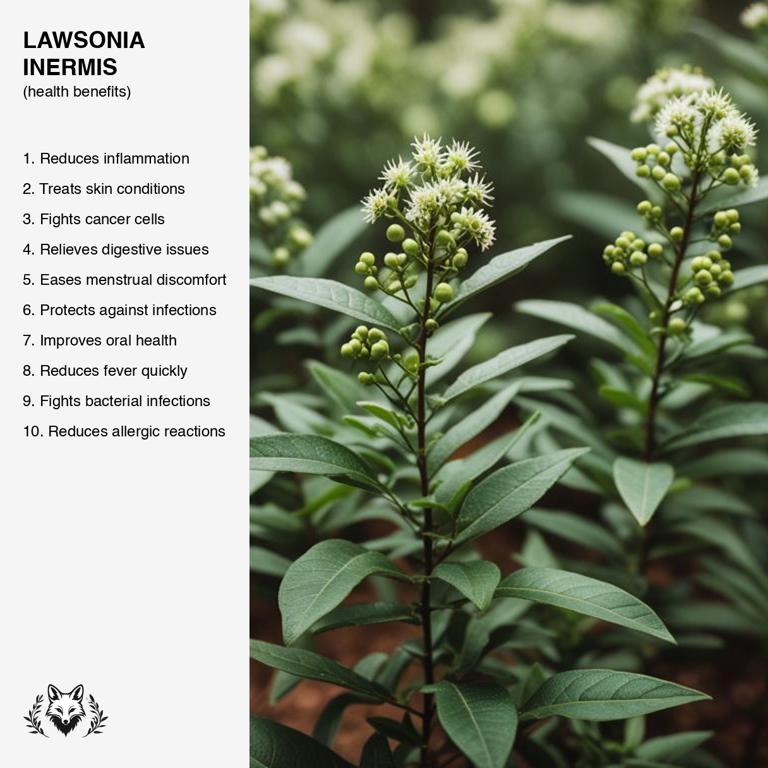 LAWSONIA
INERMIS
(health benefits)
1. Reduces inflammation
2. Treats skin conditions
3. Fights cancer cells
4. Relieves digestive issues
5. Eases menstrual discomfort
6. Protects against infections
7. Improves oral health
8. Reduces fever quickly
9. Fights bacterial infections
10. Reduces allergic reactions